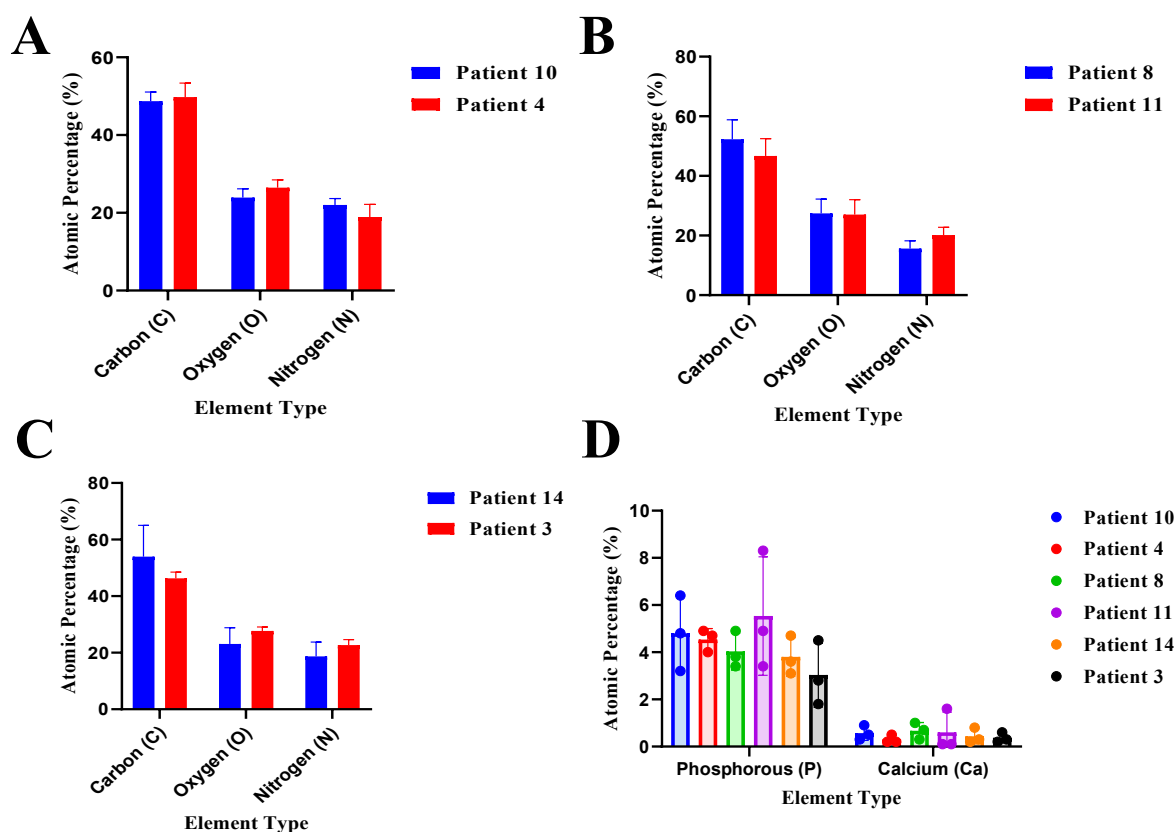 A
Atomic Percentage (%)
60
40
20
0
Carbon (C)
Oxygen (O)
Nitrogen (N)
Element Type
Patient 10
Patient 4
B
Atomic Percentage (%)
80
60
40
20
0
Carbon (C)
Oxygen (O)
Nitrogen (N)
Element Type
Patient 8
Patient 11
C
Atomic Percentage (%)
80
60
40
20
0
Carbon (C)
Oxygen (O)
Nitrogen (N)
Element Type
Patient 14
Patient 3
D
Atomic Percentage (%)
10
8
6
4
2
0
Phosphorous (P)
Calcium (Ca)
Element Type
Patient 10
Patient 4
Patient 8
Patient 11
Patient 14
Patient 3